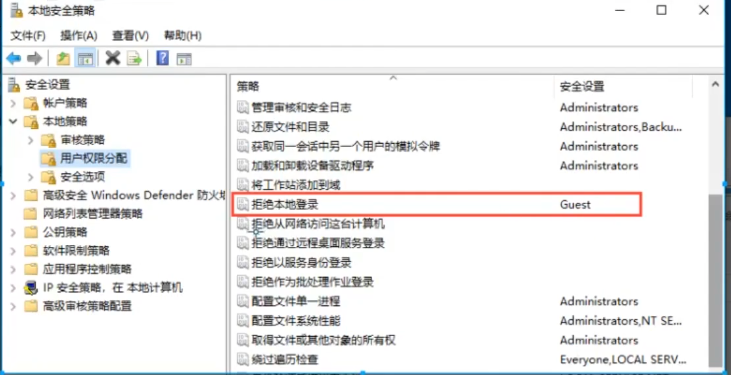 本地安全策略
文件(F) 操作(A) 查看(V) 帮助(H)
安全设置
帐户策略
本地策略
审核策略
用户权限分配
安全选项
高级安全 Windows Defender 防火墙
网络列表管理器策略
公钥策略
软件限制策略
应用程序控制策略
IP 安全策略，在 本地计算机
高级审核策略配置
策略 安全设置
管理审核和安全日志 Administrators
还原文件和目录 Administrators,Backu...
获取同一会话中另一个用户的模拟令牌 Administrators
加载和卸载设备驱动程序 Administrators
将工作站添加到域
拒绝本地登录 Guest
拒绝从网络访问这台计算机
拒绝通过远程桌面服务登录
拒绝以服务身份登录
拒绝作为批处理作业登录
配置文件单一进程 Administrators
配置文件系统性能 Administrators,NT SE...
取得文件或其他对象的所有权 Administrators
绕过遍历检查 Everyone,LOCAL SERV...